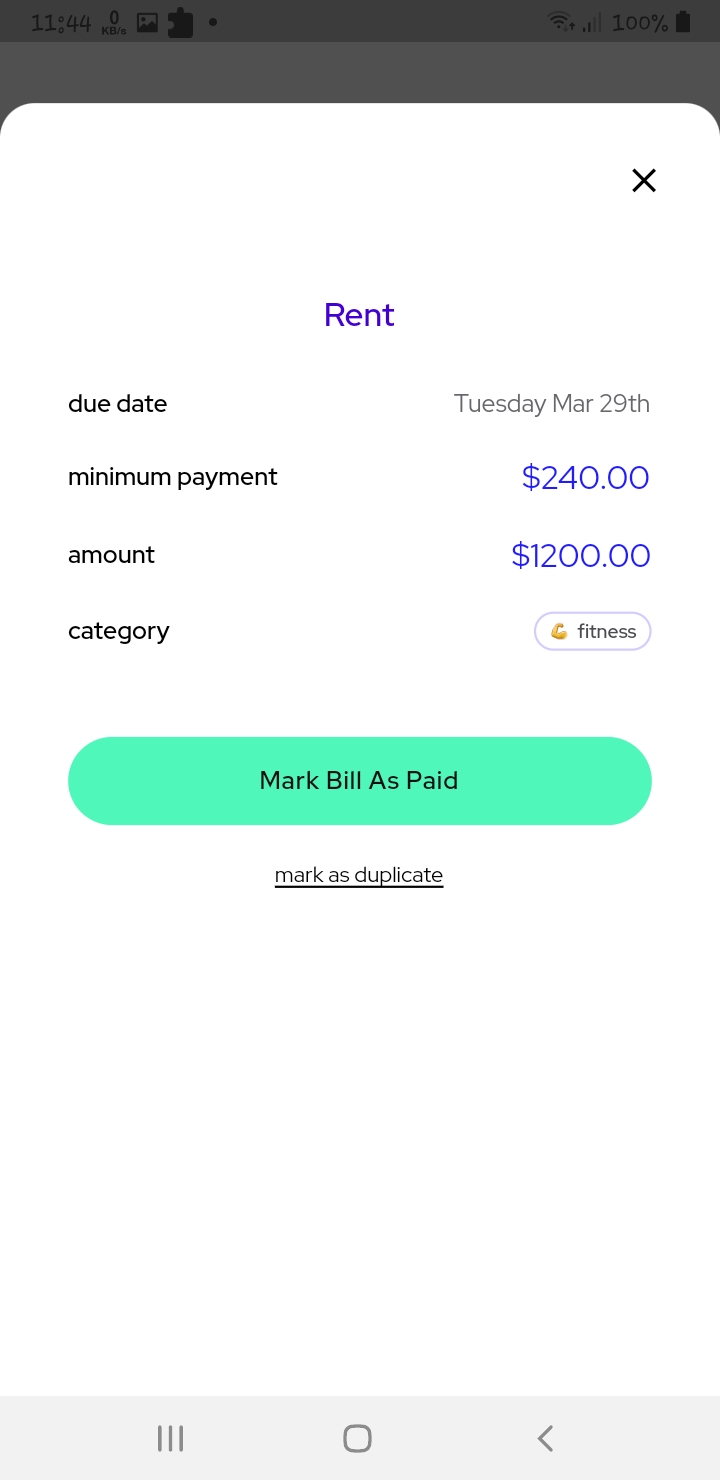 11:44 0 KB/s 100%
Rent
due date Tuesday Mar 29th
minimum payment $240.00
amount $1200.00
category 💪 fitness
Mark Bill As Paid
mark as duplicate